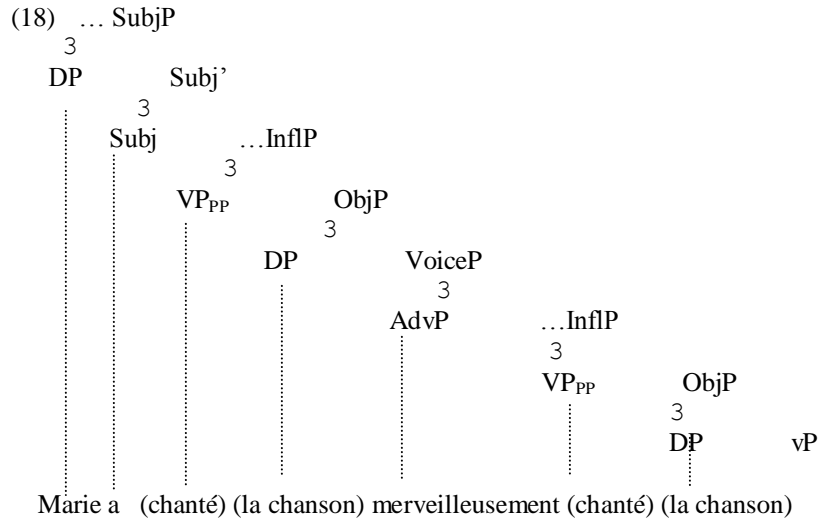 (18) … SubjP
3
DP Subj’
3
Subj …InflP
3
VPPP ObjP
3
DP VoiceP
3
AdvP …InflP
3
VPPP ObjP
3
DP vP
Marie a (chanté) (la chanson) merveilleusement (chanté) (la chanson)